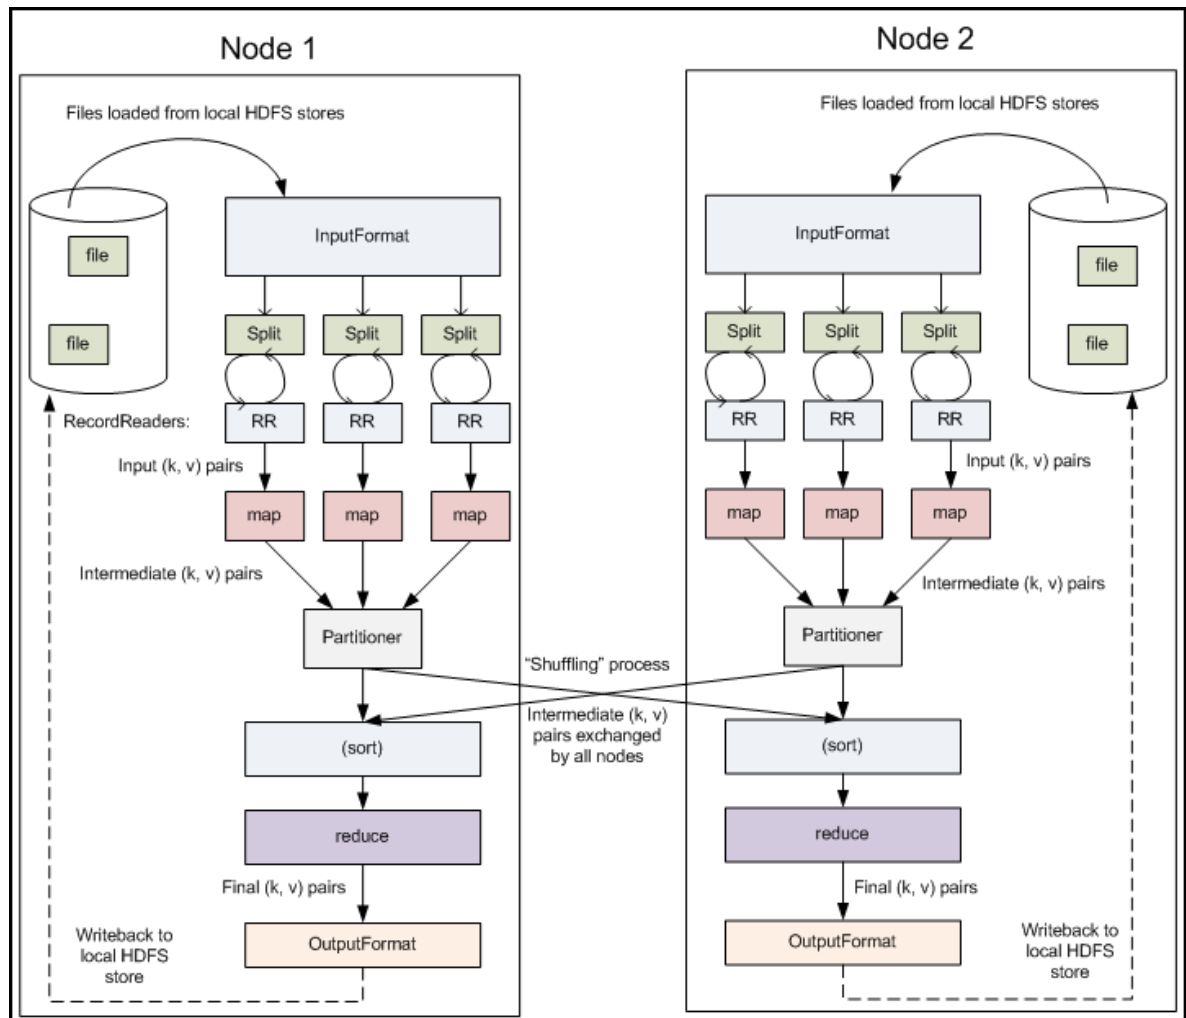 Node 1
Files loaded from local HDFS stores
file
file
InputFormat
Split
Split
Split
RecordReaders:
RR
RR
RR
Input (k, v) pairs
map
map
map
Intermediate (k, v) pairs
Partitioner
(sort)
reduce
Final (k, v) pairs
OutputFormat
Writeback to
local HDFS
store
"Shuffling" process
Intermediate (k, v)
pairs exchanged
by all nodes
Node 2
Files loaded from local HDFS stores
InputFormat
file
file
Split
Split
Split
RR
RR
RR
Input (k, v) pairs
map
map
map
Intermediate (k, v) pairs
Partitioner
(sort)
reduce
Final (k, v) pairs
OutputFormat
Writeback to
local HDFS
store